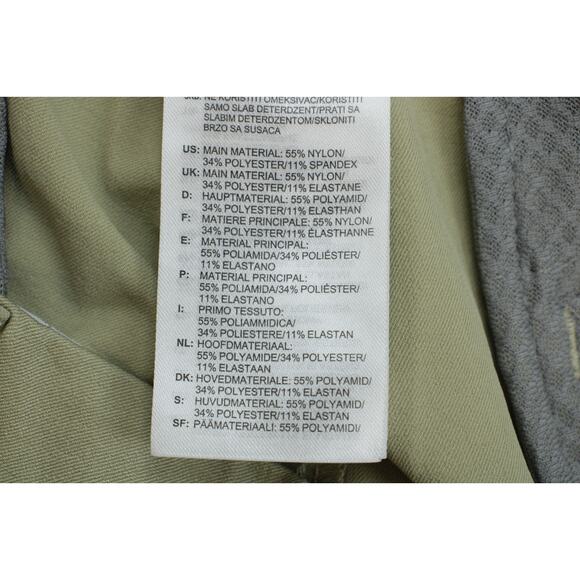 NE KORISTITI OMEKSIVAC/KORISTITI
SAMO SLAB DETERDZENT/PRATI SA
SLABIM DETERDZENTOM/SKLONITI
BRZO SA SUSACA
US: MAIN MATERIAL: 55% NYLON/
34% POLYESTER/11% SPANDEX
UK: MAIN MATERIAL: 55% NYLON/
34% POLYESTER/11% ELASTANE
D: HAUPTMATERIAL: 55% POLYAMID/
34% POLYESTER/11% ELASTHAN
F: MATIERE PRINCIPALE: 55% NYLON/
34% POLYESTER/11% ÉLASTHANNE
E: MATERIAL PRINCIPAL:
55% POLIAMIDA/34% POLIÉSTER/
11% ELASTANO
P: MATERIAL PRINCIPAL:
55% POLIAMIDA/34% POLIÉSTER/
11% ELASTANO
I: PRIMO TESSUTO:
55% POLIAMMIDICA/
34% POLIESTERE/11% ELASTAN
NL: HOOFDMATERIAAL:
55% POLYAMIDE/34% POLYESTER/
11% ELASTAAN
DK: HOVEDMATERIALE: 55% POLYAMID/
34% POLYESTER/11% ELASTAN
S: HUVUDMATERIAL: 55% POLYAMID/
34% POLYESTER/11% ELASTAN
SF: PÄÄMATERIAALI: 55% POLYAMIDI/